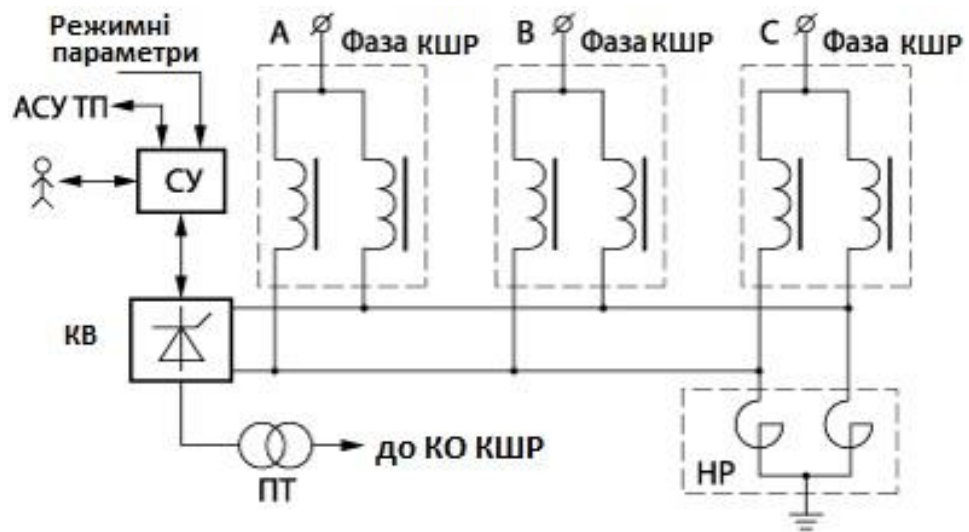 Режимні
параметри
АСУ ТП
СУ
КВ
ПТ
до КО КШР
А
Фаза КШР
В
Фаза КШР
С
Фаза КШР
НР